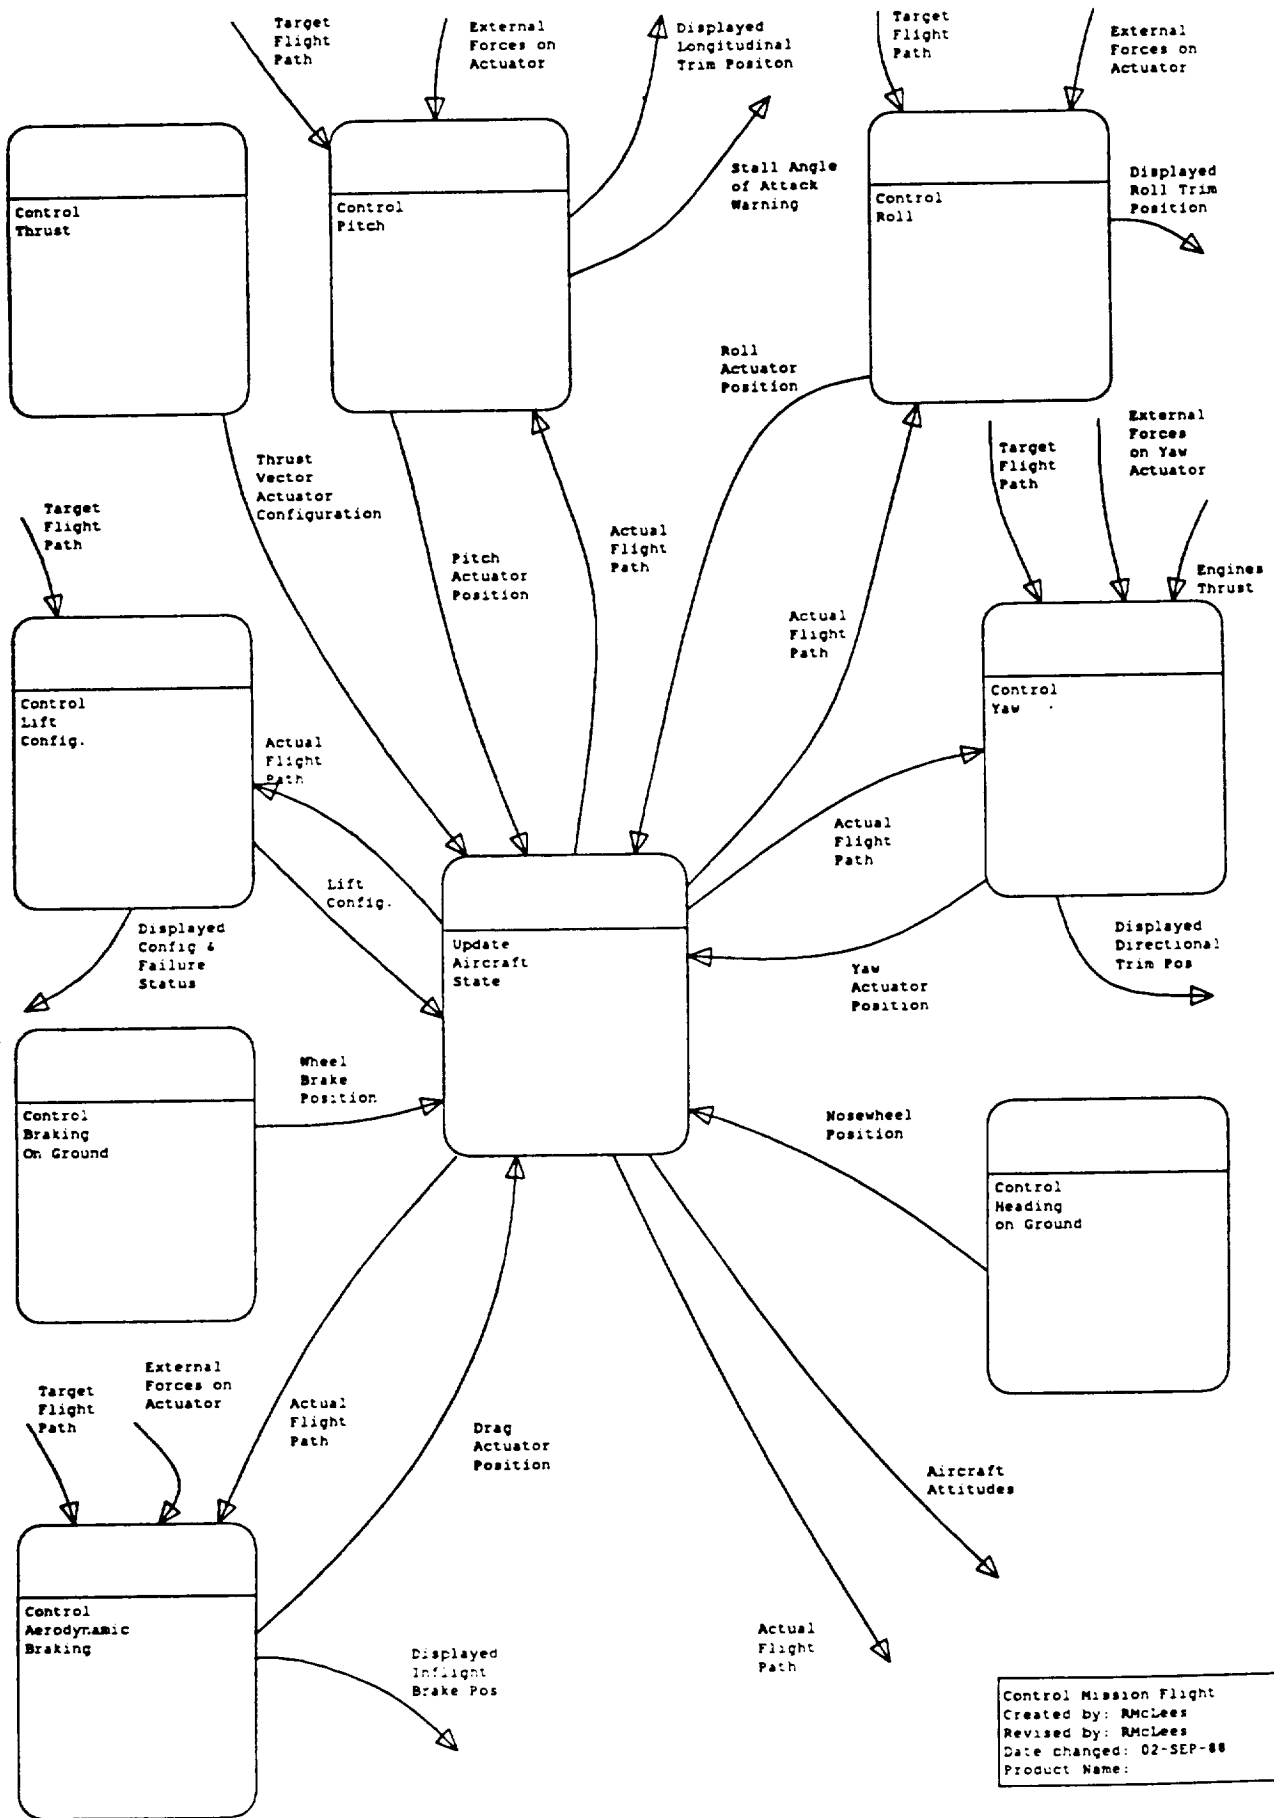 Target
Flight
Path
External
Forces on
Actuator
Displayed
Longitudinal
Trim Positon
Target
Flight
Path
External
Forces on
Actuator
Stall Angle
of Attack
Warning
Displayed
Roll Trim
Position
Control
Thrust
Control
Pitch
Control
Roll
Roll
Actuator
Position
Thrust
Vector
Actuator
Configuration
Target
Flight
Path
External
Forces
on Yaw
Actuator
Target
Flight
Path
Pitch
Actuator
Position
Actual
Flight
Path
Engines
Thrust
Actual
Flight
Path
Control
Lift
Config.
Control
Yaw
Actual
Flight
Path
Actual
Flight
Path
Lift
Config.
Displayed
Config &
Failure
Status
Update
Aircraft
State
Yaw
Actuator
Position
Displayed
Directional
Trim Pos
Wheel
Brake
Position
Control
Braking
On Ground
Nosewheel
Position
Control
Heading
on Ground
Target
Flight
Path
External
Forces on
Actuator
Actual
Flight
Path
Drag
Actuator
Position
Aircraft
Attitudes
Control
Aerodynamic
Braking
Displayed
Inflight
Brake Pos
Actual
Flight
Path
Control Mission Flight
Created by: RMcLees
Revised by: RMcLees
Date changed: 02-SEP-88
Product Name: